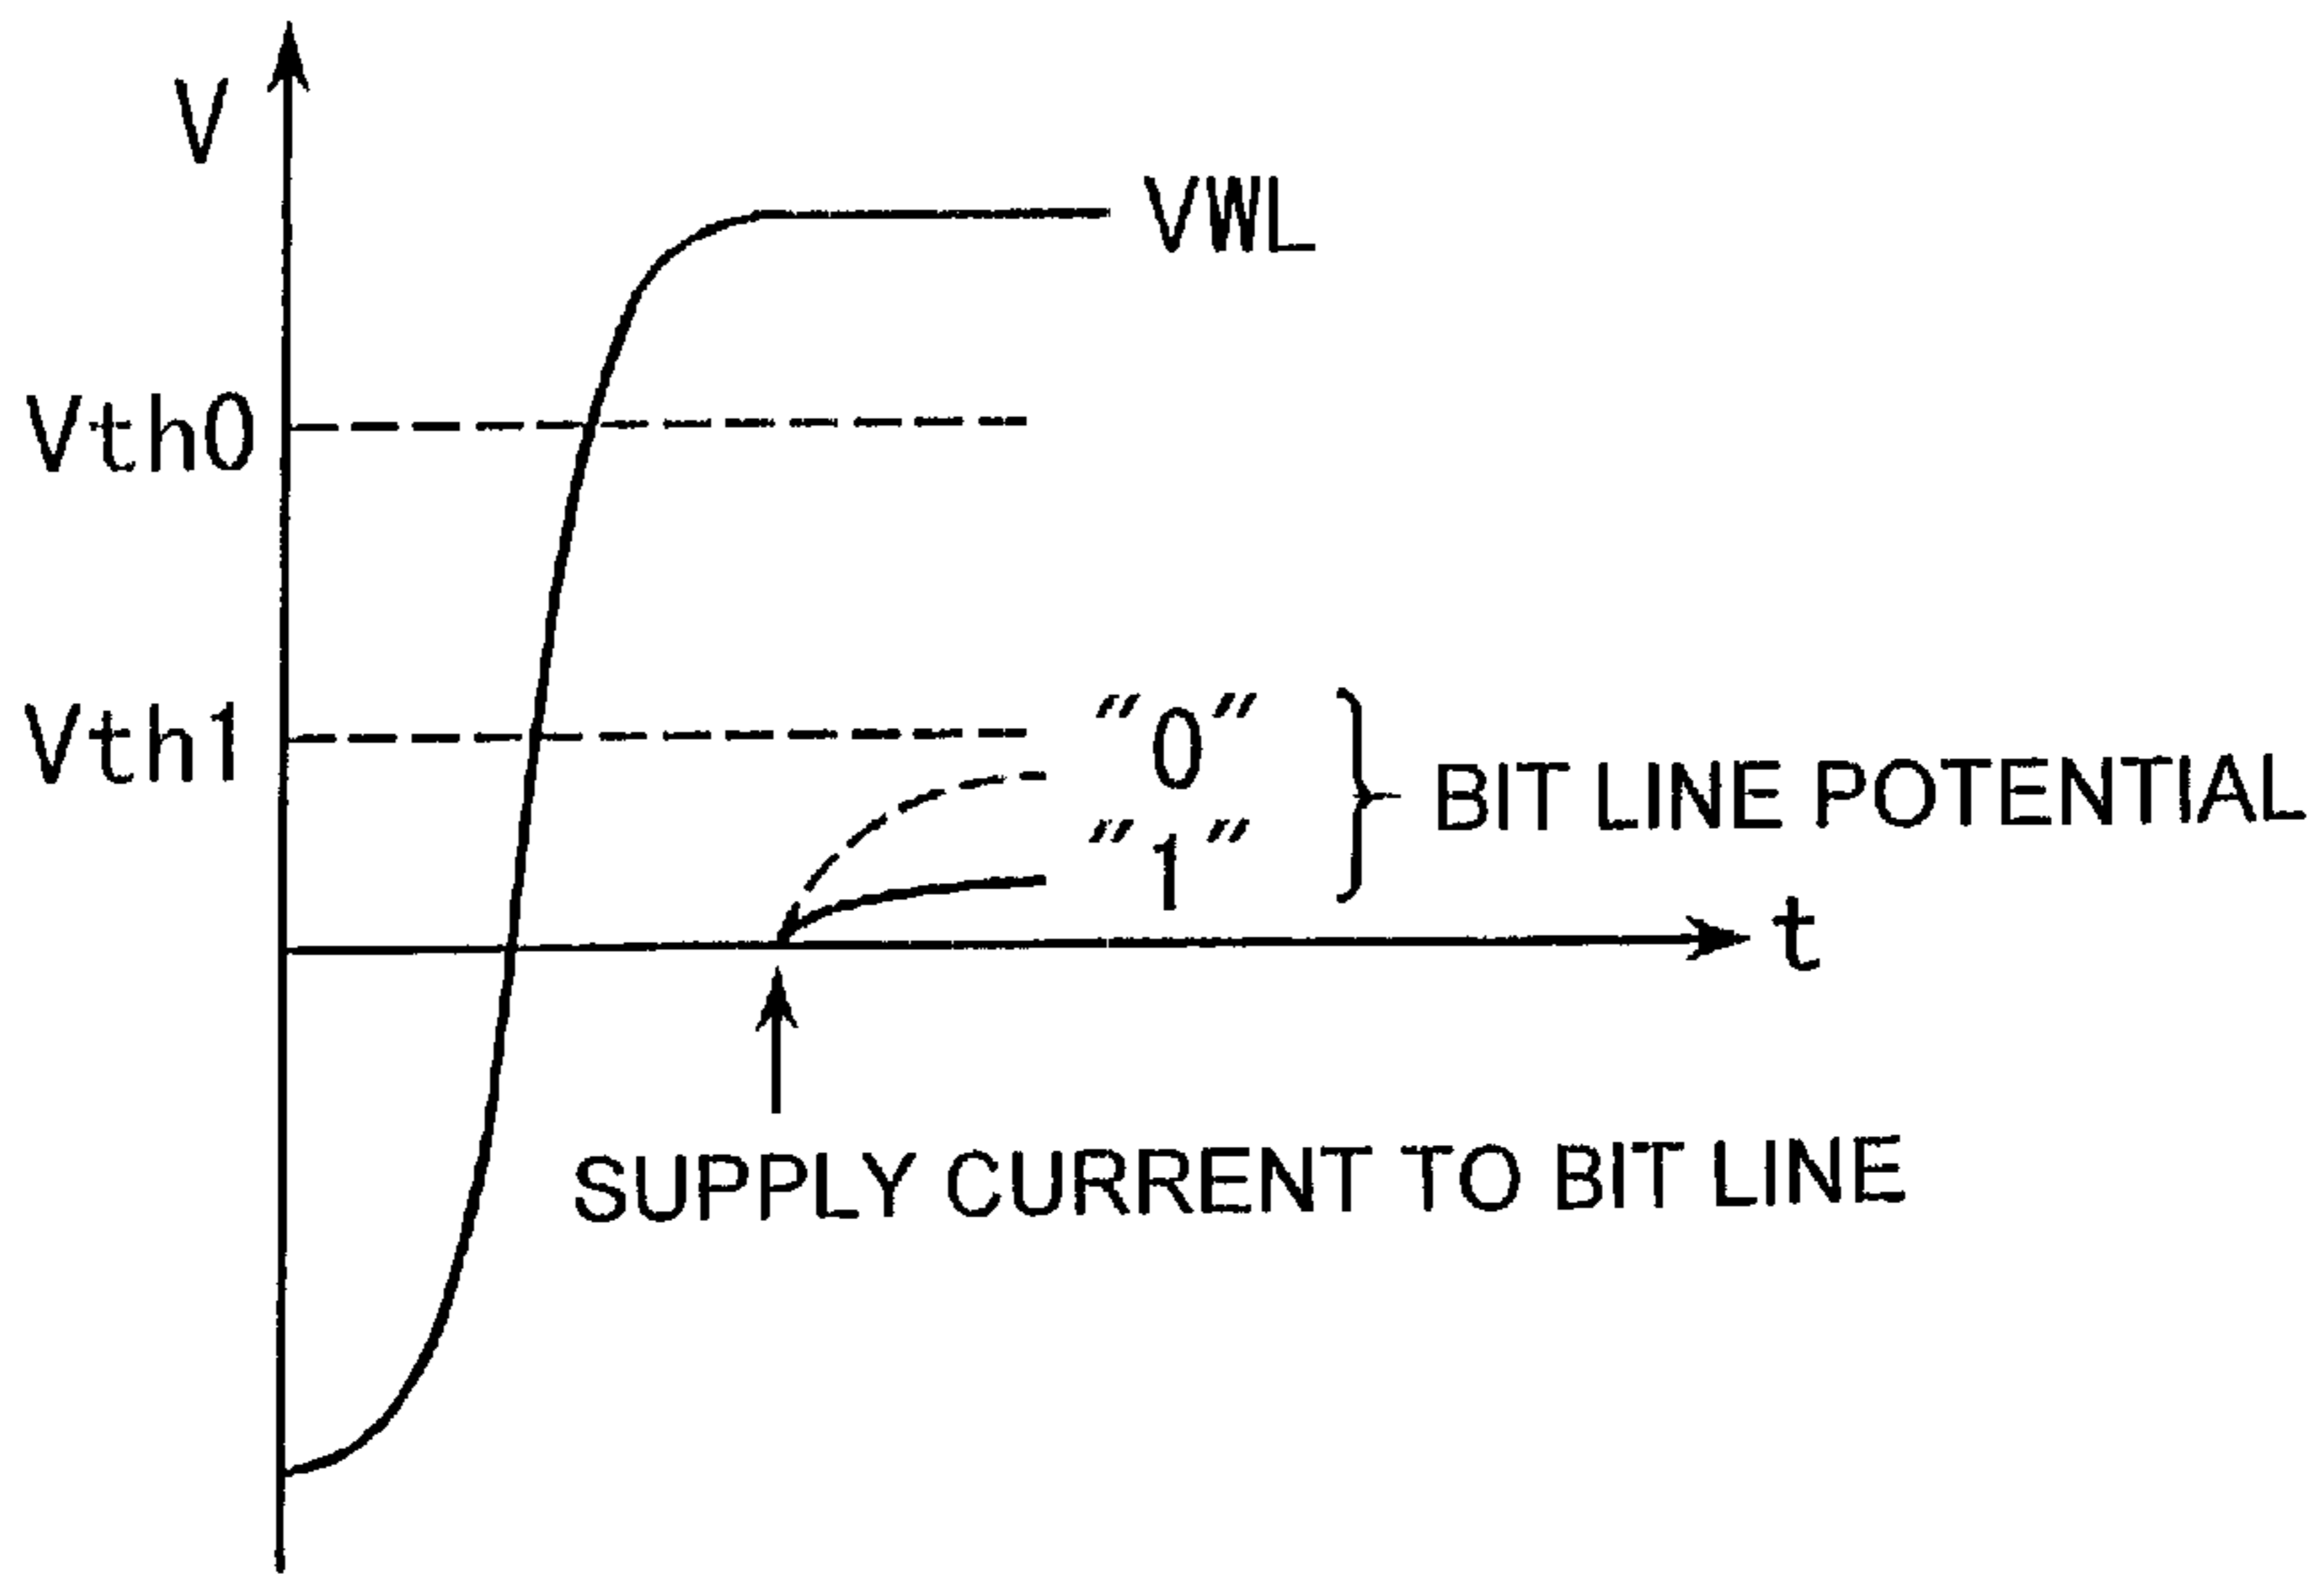 V
VWL
Vth0
Vth1
"0"
"1"
BIT LINE POTENTIAL
t
SUPPLY CURRENT TO BIT LINE